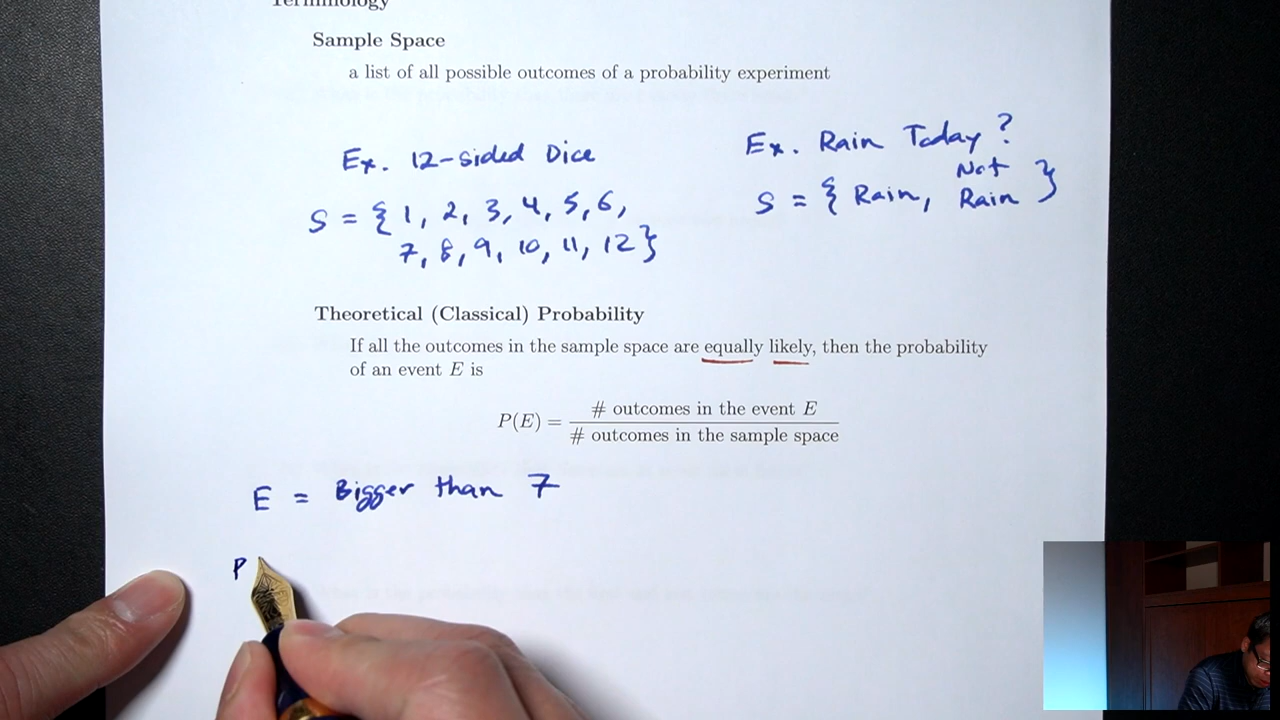 Terminology
Sample Space
a list of all possible outcomes of a probability experiment
Ex. 12-sided Dice
S = { 1, 2, 3, 4, 5, 6,
7, 8, 9, 10, 11, 12 }
Ex. Rain Today?
S = { Rain, Not Rain }
Theoretical (Classical) Probability
If all the outcomes in the sample space are equally likely, then the probability
of an event E is
P(E) = # outcomes in the event E / # outcomes in the sample space
E = Bigger than 7
P